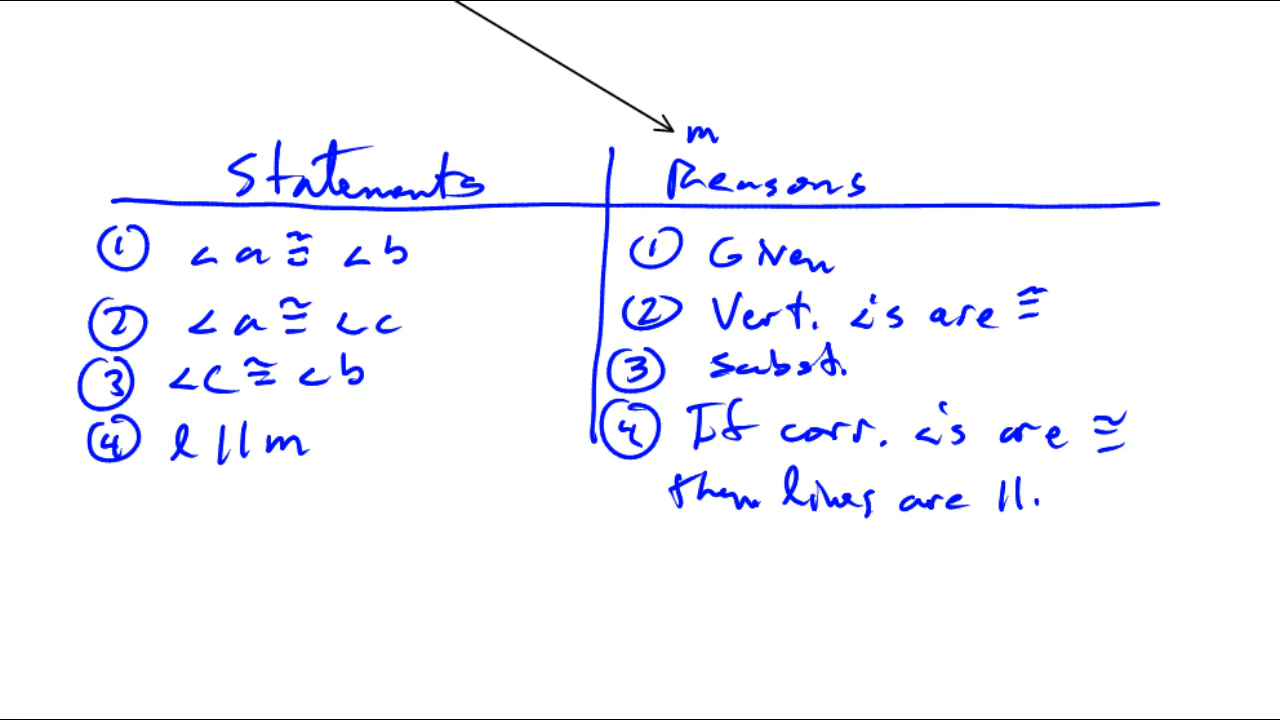 m
Statements Reasons
① ∠a ≅ ∠b ① Given
② ∠a ≅ ∠c ② Vert. ∠'s are ≅
③ ∠c ≅ ∠b ③ Subst.
④ l || m ④ If corr. ∠'s are ≅
then lines are ||.